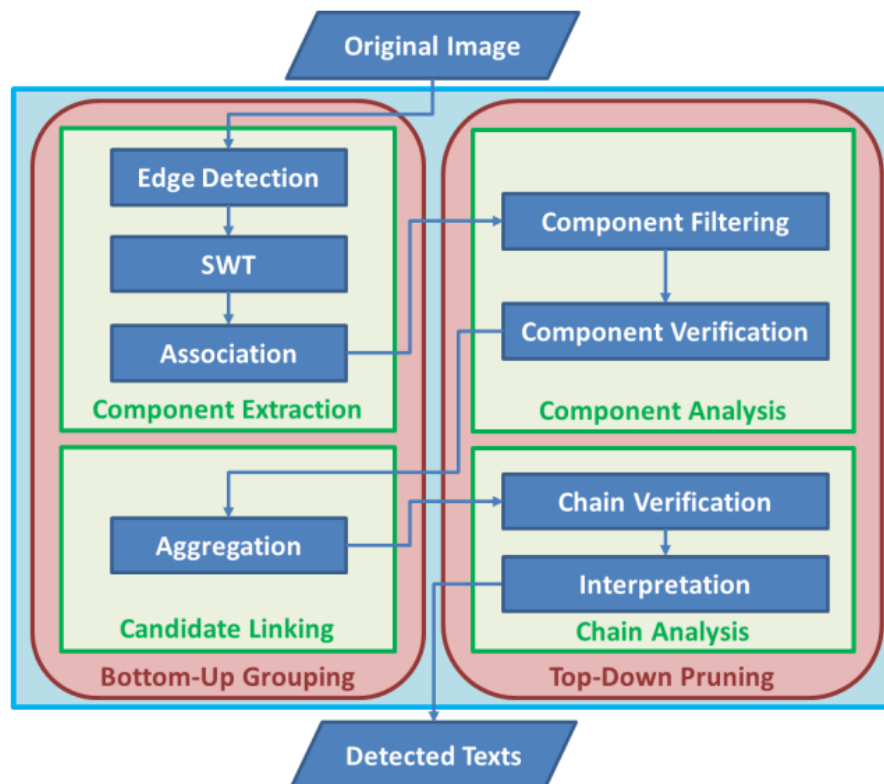 Original Image
Edge Detection
SWT
Association
Component Extraction
Component Filtering
Component Verification
Component Analysis
Aggregation
Candidate Linking
Chain Verification
Interpretation
Chain Analysis
Bottom-Up Grouping
Top-Down Pruning
Detected Texts